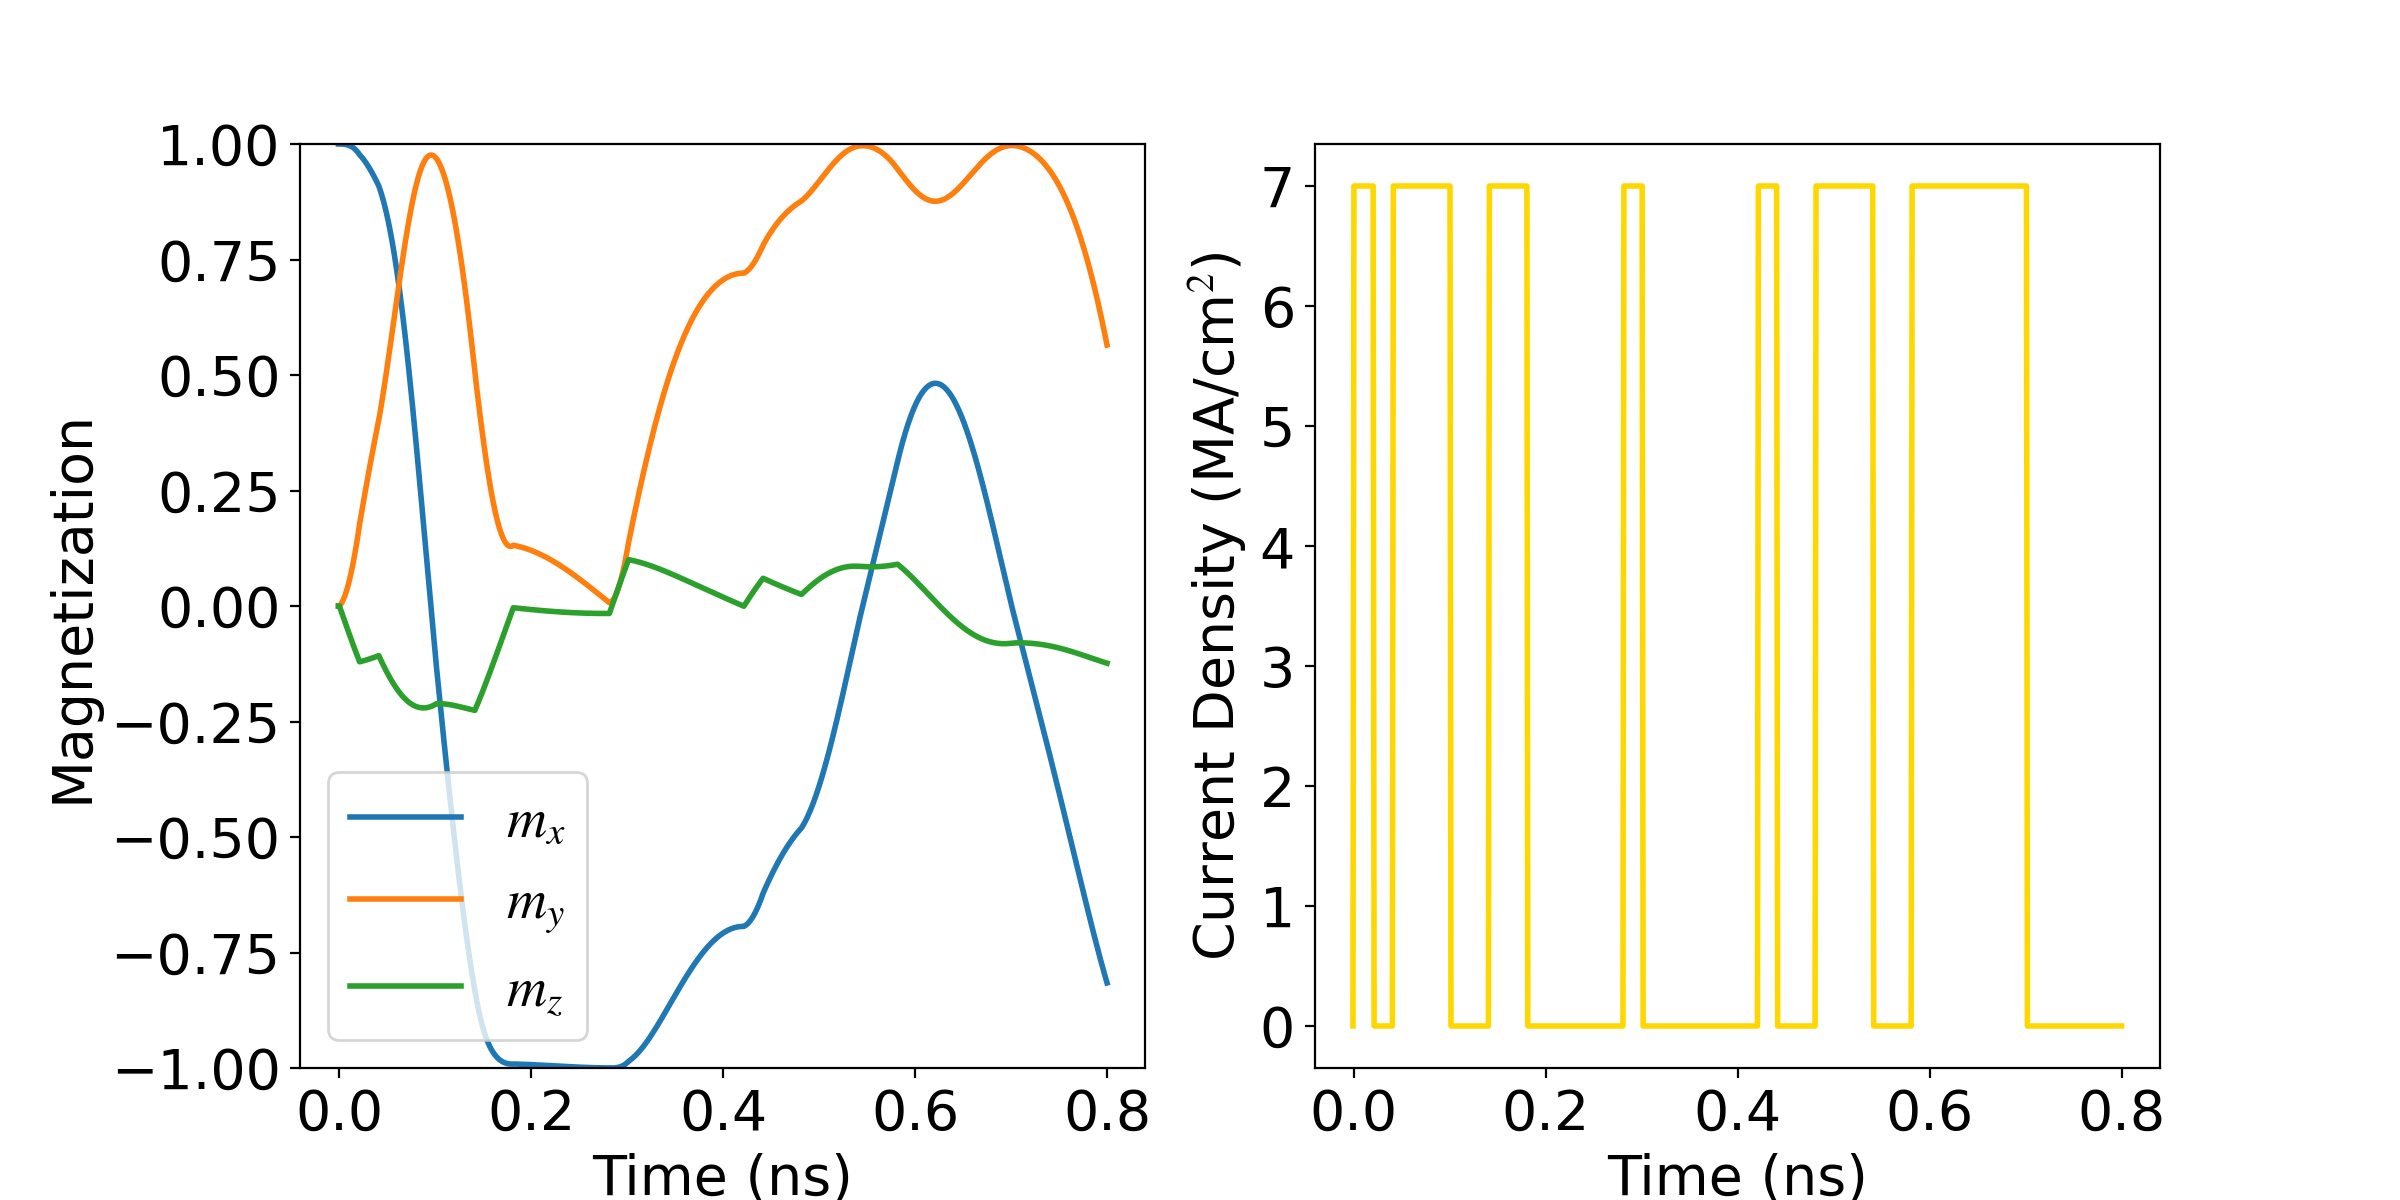 1.00
0.75
0.50
0.25
0.00
−0.25
−0.50
−0.75
−1.00
Magnetization
m_x
m_y
m_z
0.0 0.2 0.4 0.6 0.8
Time (ns)
7
6
5
4
3
2
1
0
Current Density (MA/cm²)
0.0 0.2 0.4 0.6 0.8
Time (ns)